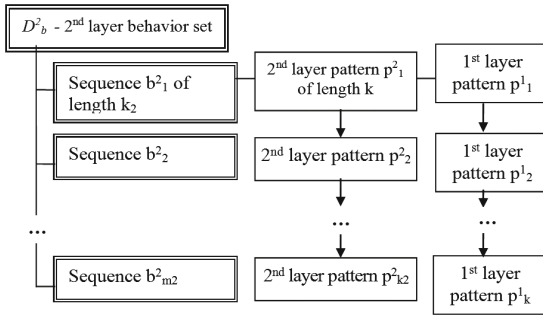 D²b - 2nd layer behavior set
Sequence b²1 of
length k2
2nd layer pattern p²1
of length k
1st layer
pattern p¹1
Sequence b²2
2nd layer pattern p²2
1st layer
pattern p¹2
...
...
...
Sequence b²m2
2nd layer pattern p²k2
1st layer
pattern p¹k